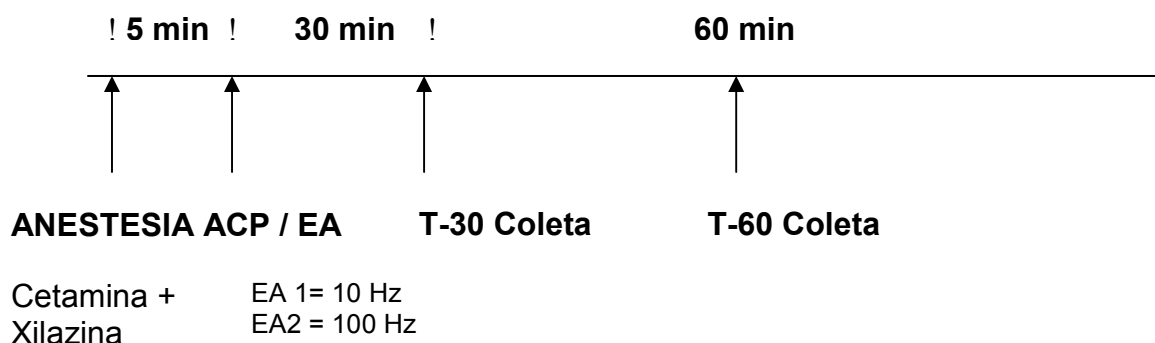 ! 5 min ! 30 min ! 60 min
ANESTESIA ACP / EA T-30 Coleta T-60 Coleta
Cetamina + EA 1= 10 Hz
Xilazina EA2 = 100 Hz